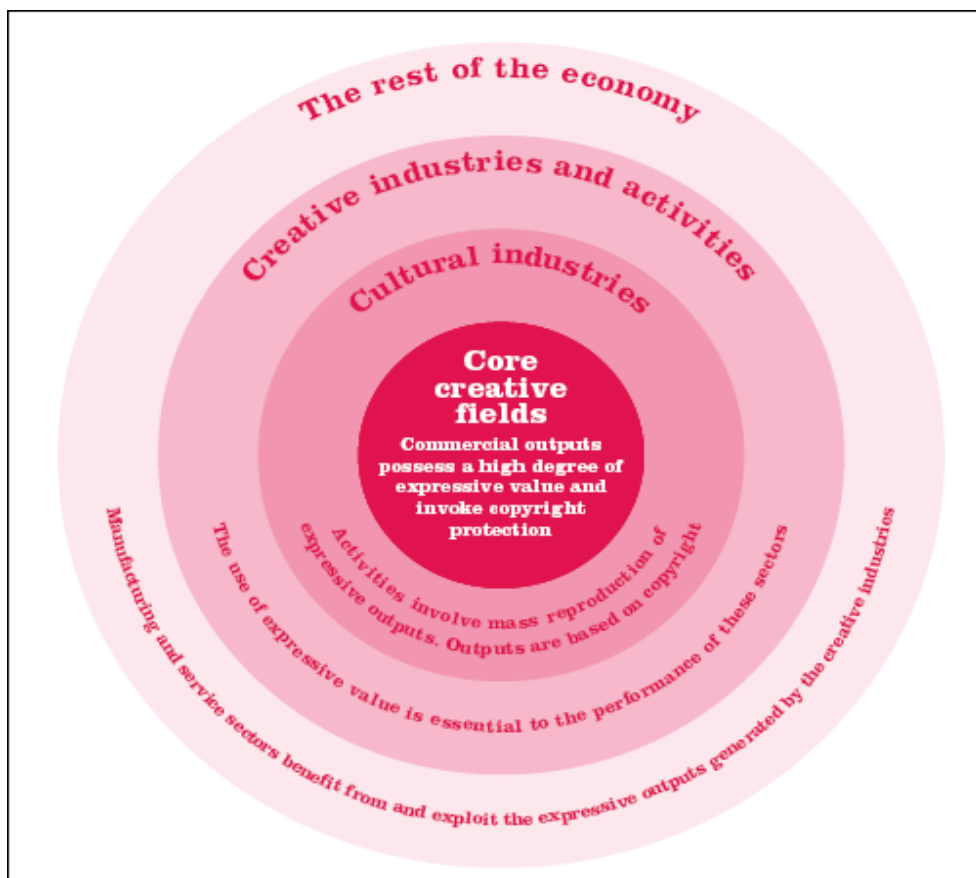 The rest of the economy
Creative industries and activities
Cultural industries
Core
creative
fields
Commercial outputs
possess a high degree of
expressive value and
invoke copyright
protection
Activities involve mass reproduction of
expressive outputs. Outputs are based on copyright
The use of expressive value is essential to the performance of these sectors
Manufacturing and service sectors benefit from and exploit the expressive outputs generated by the creative industries